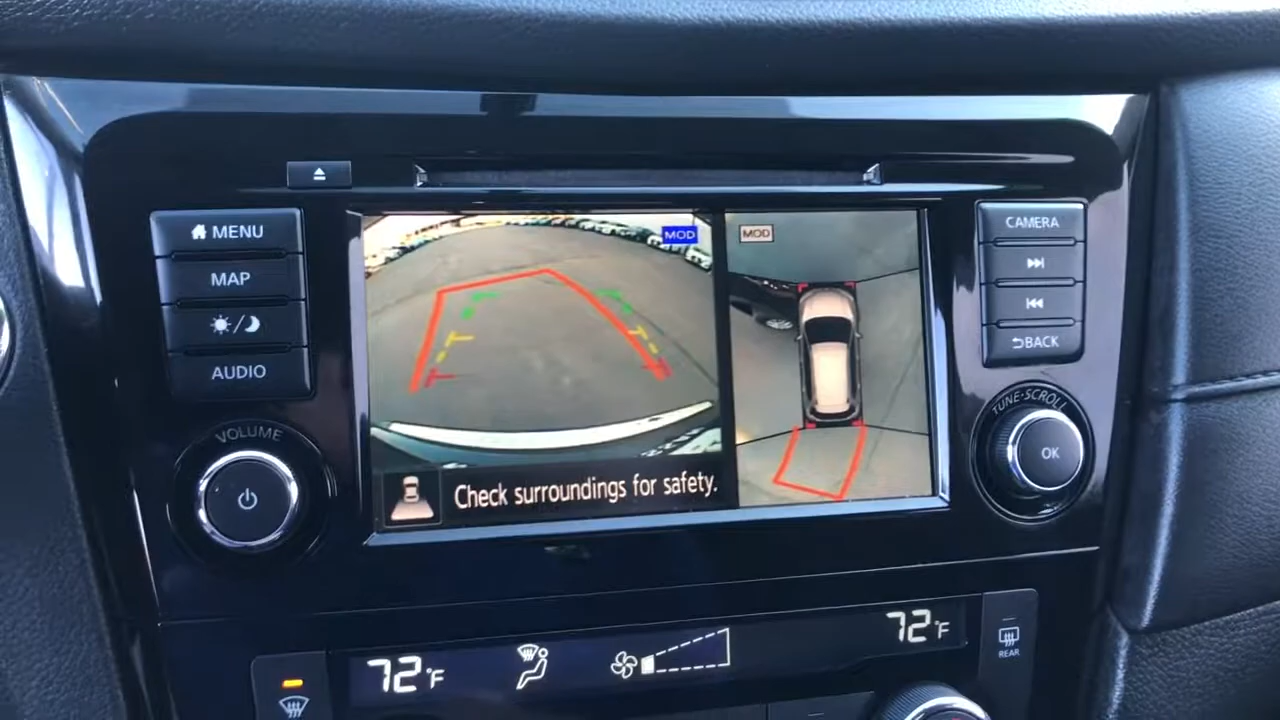 MENU
MAP
AUDIO
VOLUME
MOD
MOD
Check surroundings for safety.
CAMERA
BACK
TUNE·SCROLL
OK
72°F
72°F
REAR